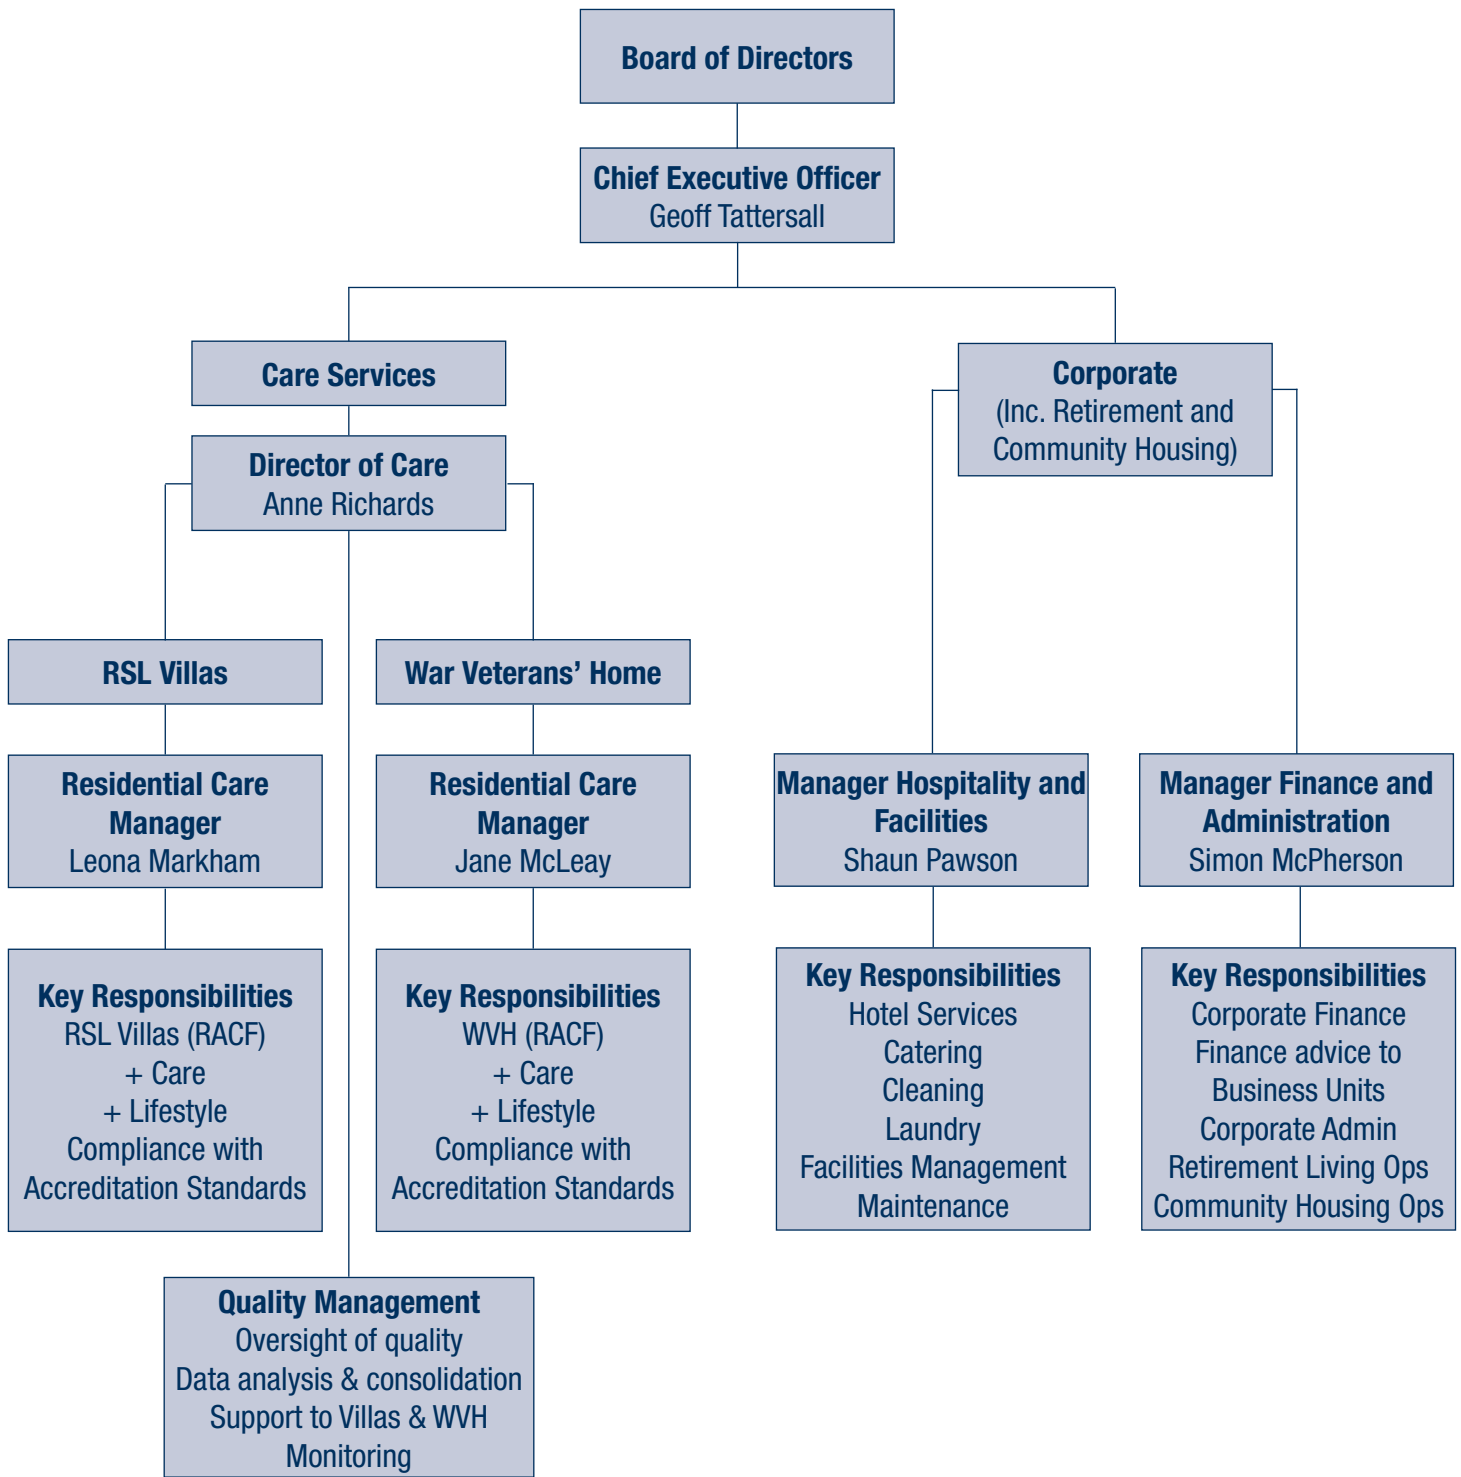 Board of Directors
Chief Executive Officer
Geoff Tattersall
Care Services
Director of Care
Anne Richards
Corporate
(Inc. Retirement and
Community Housing)
RSL Villas
War Veterans’ Home
Residential Care
Manager
Leona Markham
Residential Care
Manager
Jane McLeay
Manager Hospitality and
Facilities
Shaun Pawson
Manager Finance and
Administration
Simon McPherson
Key Responsibilities
RSL Villas (RACF)
+ Care
+ Lifestyle
Compliance with
Accreditation Standards
Key Responsibilities
WVH (RACF)
+ Care
+ Lifestyle
Compliance with
Accreditation Standards
Key Responsibilities
Hotel Services
Catering
Cleaning
Laundry
Facilities Management
Maintenance
Key Responsibilities
Corporate Finance
Finance advice to
Business Units
Corporate Admin
Retirement Living Ops
Community Housing Ops
Quality Management
Oversight of quality
Data analysis & consolidation
Support to Villas & WVH
Monitoring